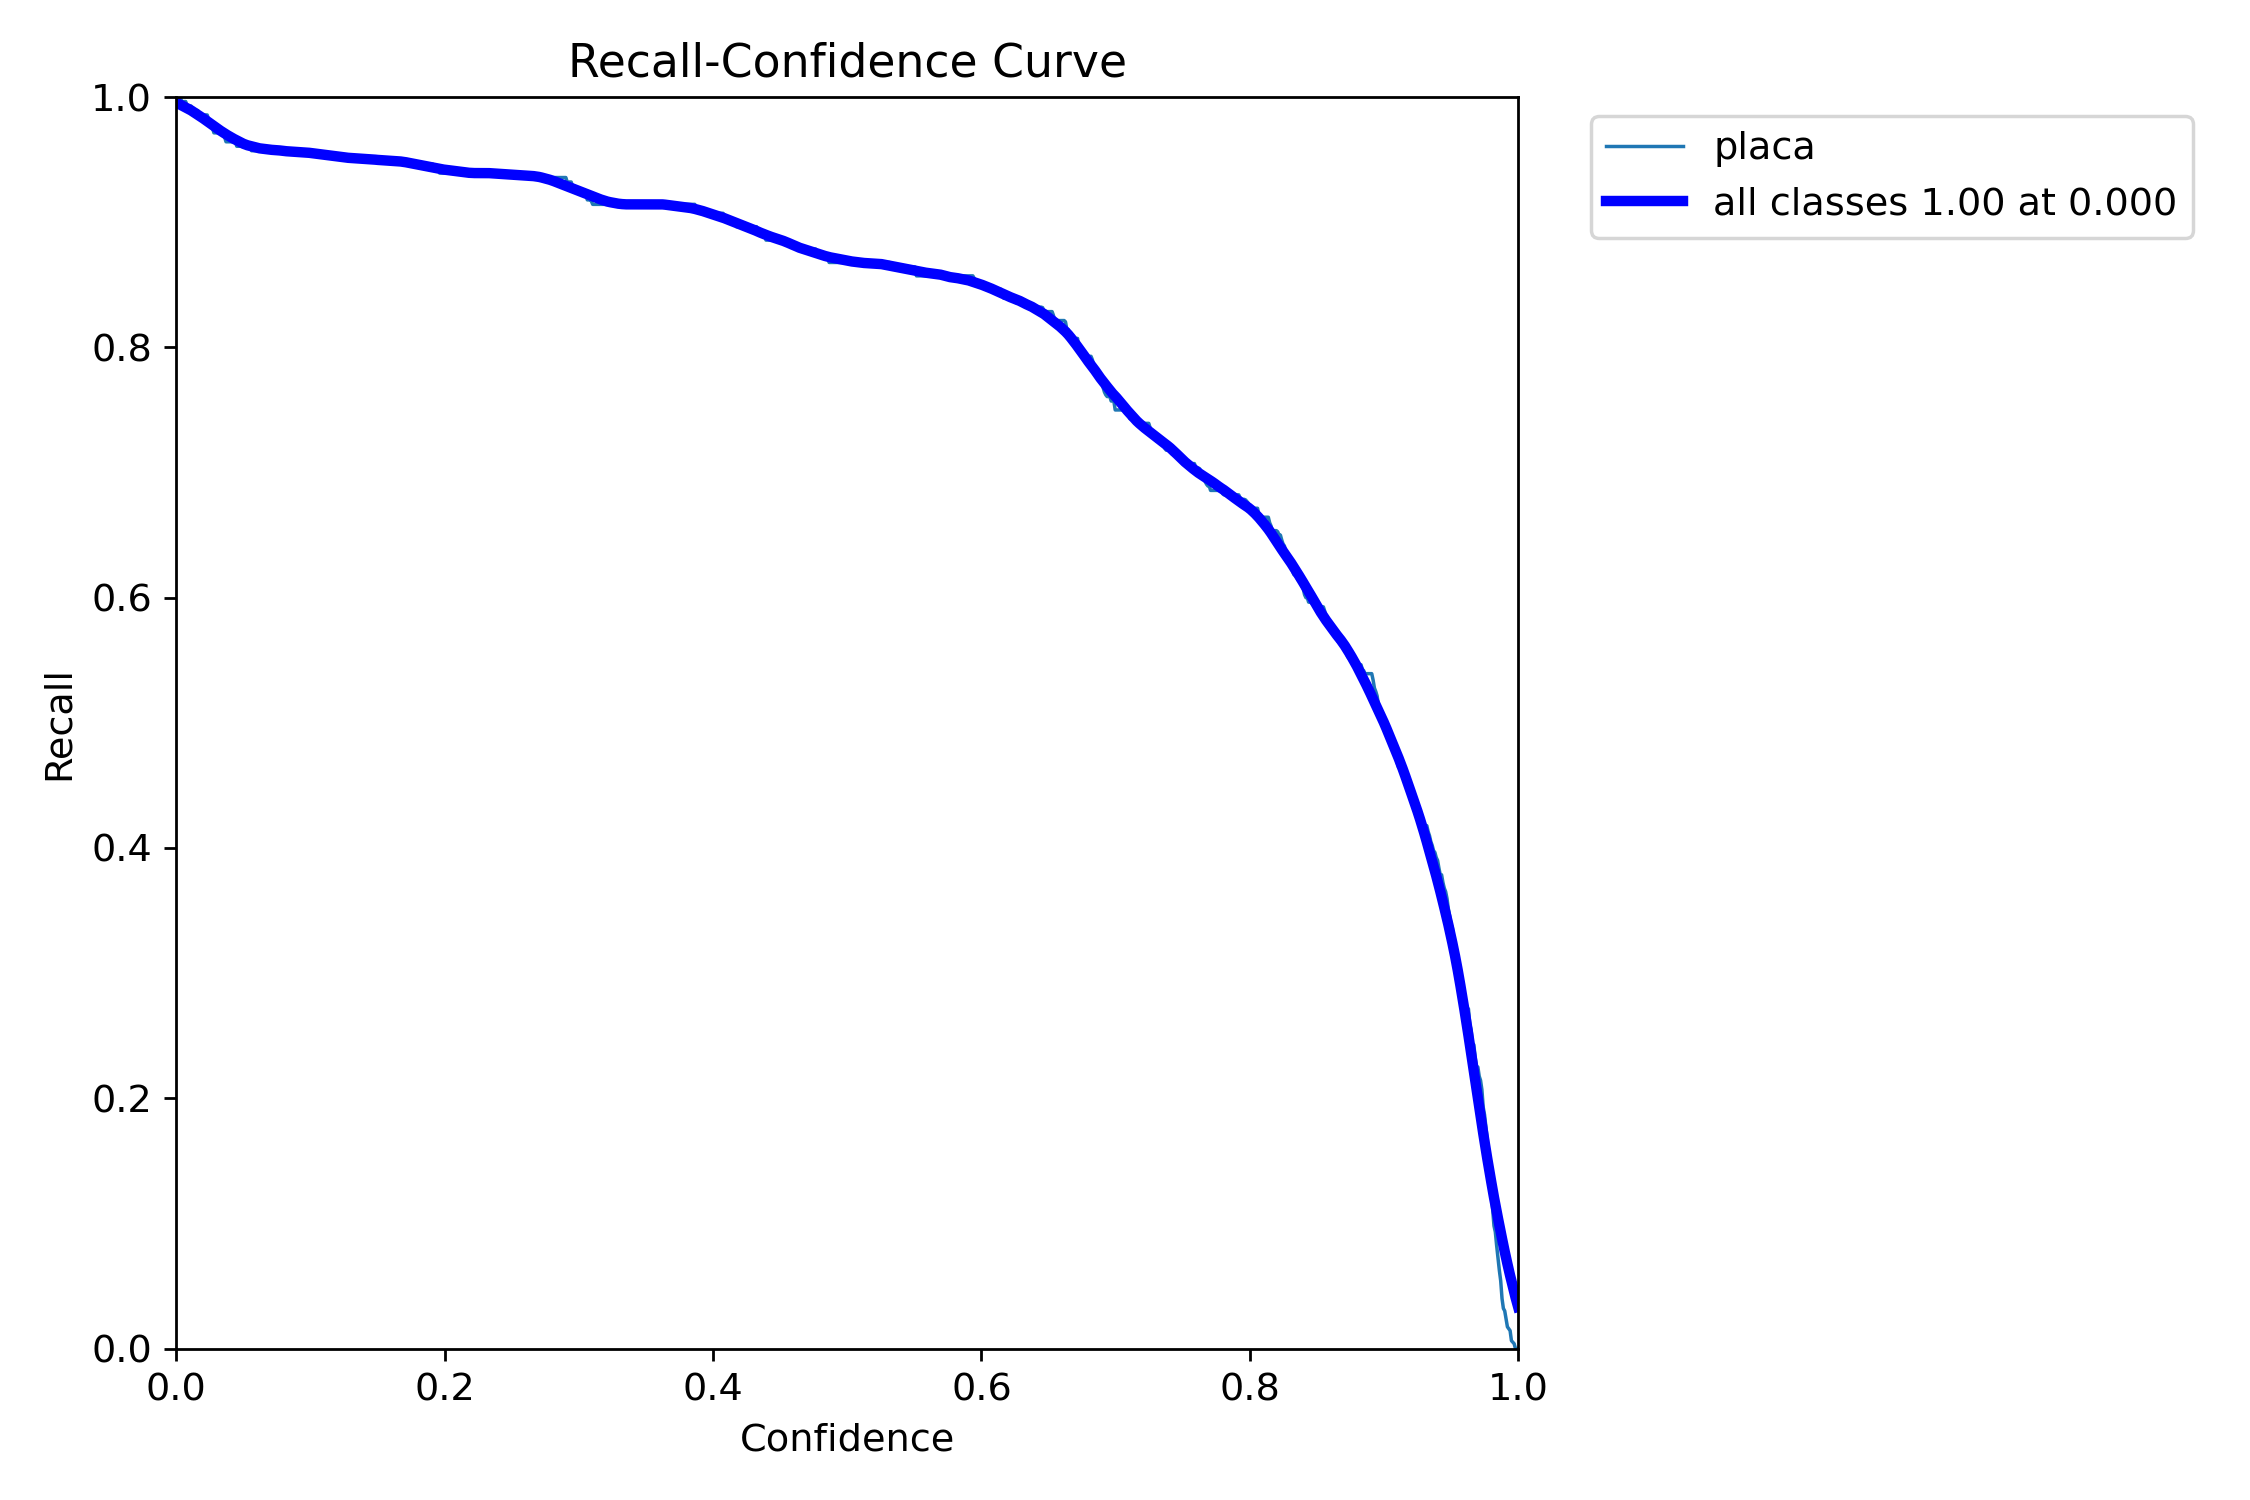 Recall-Confidence Curve
1.0
0.8
0.6
0.4
0.2
0.0
Recall
0.0 0.2 0.4 0.6 0.8 1.0
Confidence
placa
all classes 1.00 at 0.000